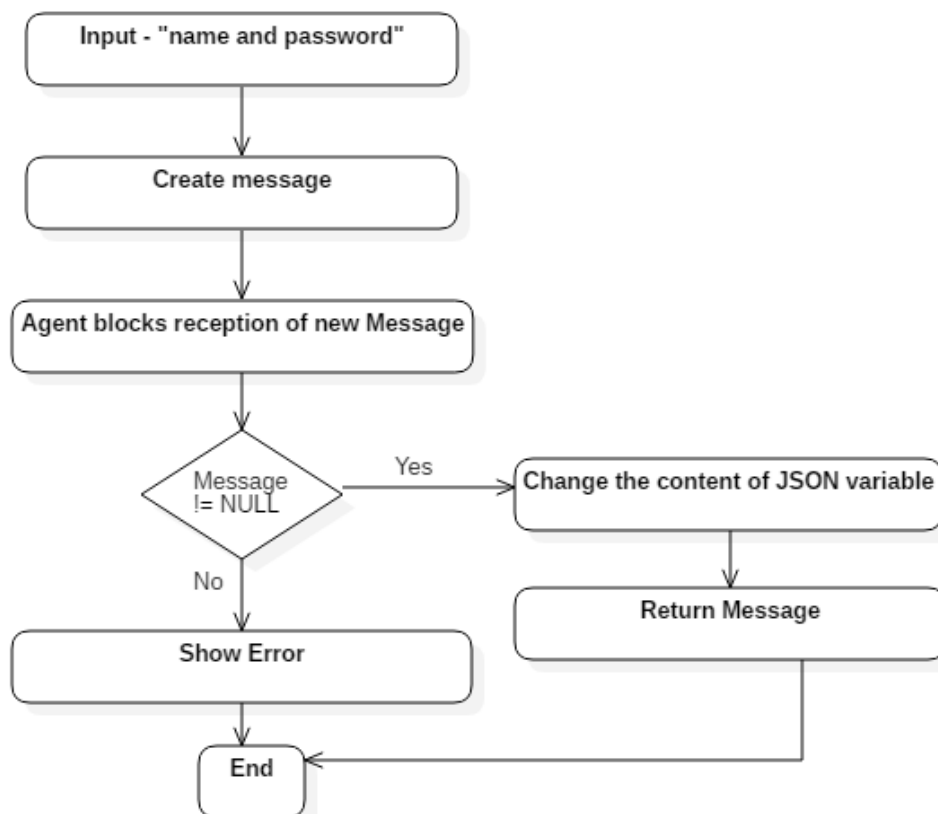 Input - "name and password"
Create message
Agent blocks reception of new Message
Message
!= NULL
Yes
Change the content of JSON variable
No
Return Message
Show Error
End